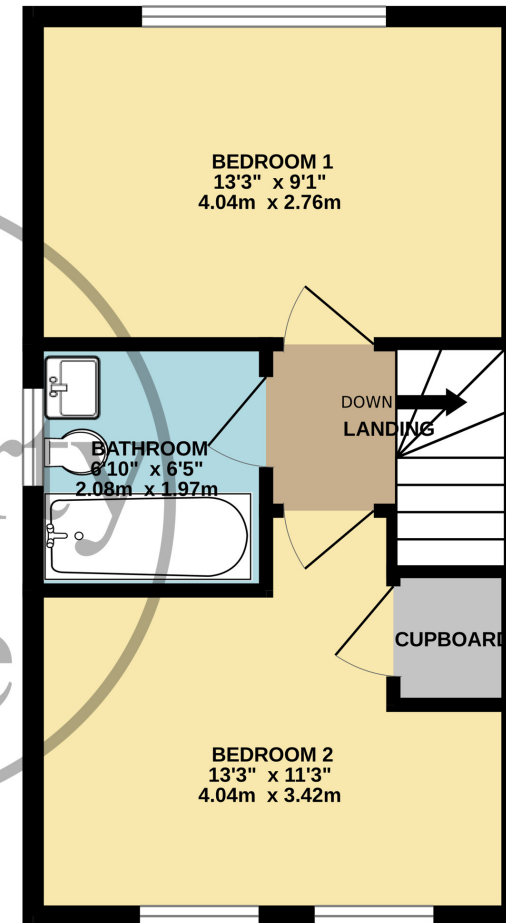 BEDROOM 1
13'3" x 9'1"
4.04m x 2.76m
DOWN
LANDING
BATHROOM
6'10" x 6'5"
2.08m x 1.97m
CUPBOARD
BEDROOM 2
13'3" x 11'3"
4.04m x 3.42m